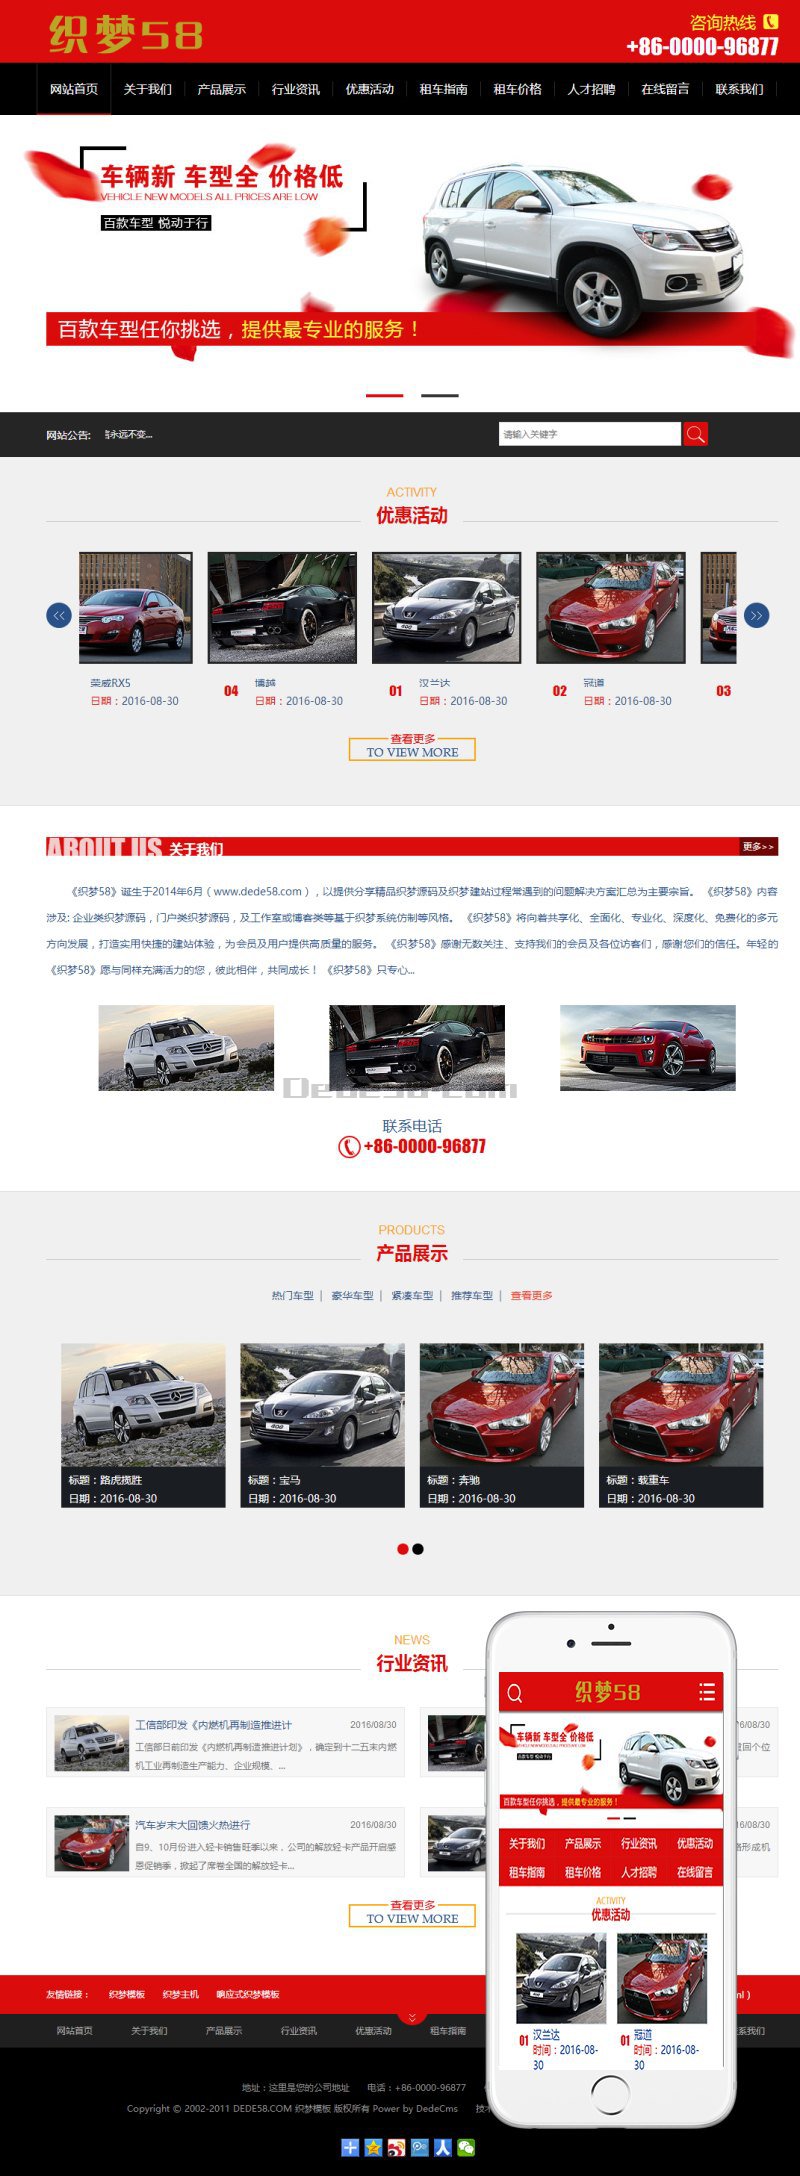 织梦58
咨询热线
+86-0000-96877
网站首页 关于我们 产品展示 行业资讯 优惠活动 租车指南 租车价格 人才招聘 在线留言 联系我们
车辆新 车型全 价格低
VEHICLE NEW MODELS ALL PRICES ARE LOW
百款车型 悦动于行
百款车型任你挑选，提供最专业的服务！
网站公告: 言永远不变... 请输入关键字
ACTIVITY
优惠活动
荣威RX5
日期：2016-08-30
04 博越
日期：2016-08-30
01 汉兰达
日期：2016-08-30
02 冠道
日期：2016-08-30
03
查看更多
TO VIEW MORE
ABOUT US 关于我们 更多>>
《织梦58》诞生于2014年6月（www.dede58.com），以提供分享精品织梦源码及织梦建站过程常遇到的问题解决方案汇总为主要宗旨。 《织梦58》内容
涉及: 企业类织梦源码，门户类织梦源码，及工作室或博客类等基于织梦系统仿制等风格。 《织梦58》将向着共享化、全面化、专业化、深度化、免费化的多元
方向发展，打造实用快捷的建站体验，为会员及用户提供高质量的服务。 《织梦58》感谢无数关注、支持我们的会员及各位访客们，感谢您们的信任。年轻的
《织梦58》愿与同样充满活力的您，彼此相伴，共同成长！ 《织梦58》只专心...
Dede58.com
联系电话
+86-0000-96877
PRODUCTS
产品展示
热门车型 | 豪华车型 | 紧凑车型 | 推荐车型 | 查看更多
标题：路虎揽胜
日期：2016-08-30
标题：宝马
日期：2016-08-30
标题：奔驰
日期：2016-08-30
标题：载重车
日期：2016-08-30
NEWS
行业资讯
工信部印发《内燃机再制造推进计 2016/08/30
工信部日前印发《内燃机再制造推进计划》，确定到十二五末内燃
机工业再制造生产能力、企业规模、...
汽车岁末大回馈火热进行 2016/08/30
自9、10月份进入轻卡销售旺季以来，公司的解放轻卡产品开启感
恩促销季，掀起了席卷全国的解放轻卡...
查看更多
TO VIEW MORE
织梦58
车辆新 车型全 价格低
VEHICLE NEW MODELS ALL PRICES ARE LOW
百款车型 悦动于行
百款车型任你挑选，提供最专业的服务！
关于我们 产品展示 行业资讯 优惠活动
租车指南 租车价格 人才招聘 在线留言
ACTIVITY
优惠活动
01 汉兰达
时间：2016-08-
30
01 冠道
时间：2016-08-
30
友情链接： 织梦模板 织梦主机 响应式织梦模板
网站首页 关于我们 产品展示 行业资讯 优惠活动 租车指南 系我们
地址：这里是您的公司地址 电话：+86-0000-96877
Copyright © 2002-2011 DEDE58.COM 织梦模板 版权所有 Power by DedeCms 技术